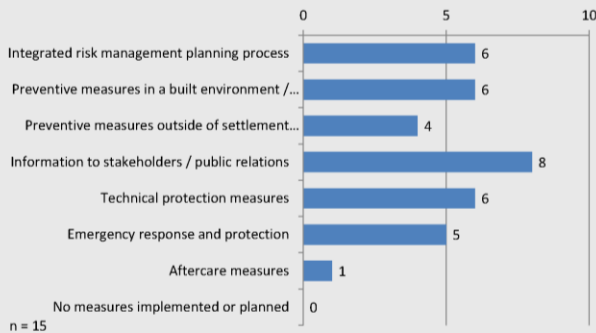 0 5 10
Integrated risk management planning process 6
Preventive measures in a built environment /... 6
Preventive measures outside of settlement... 4
Information to stakeholders / public relations 8
Technical protection measures 6
Emergency response and protection 5
Aftercare measures 1
No measures implemented or planned 0
n = 15